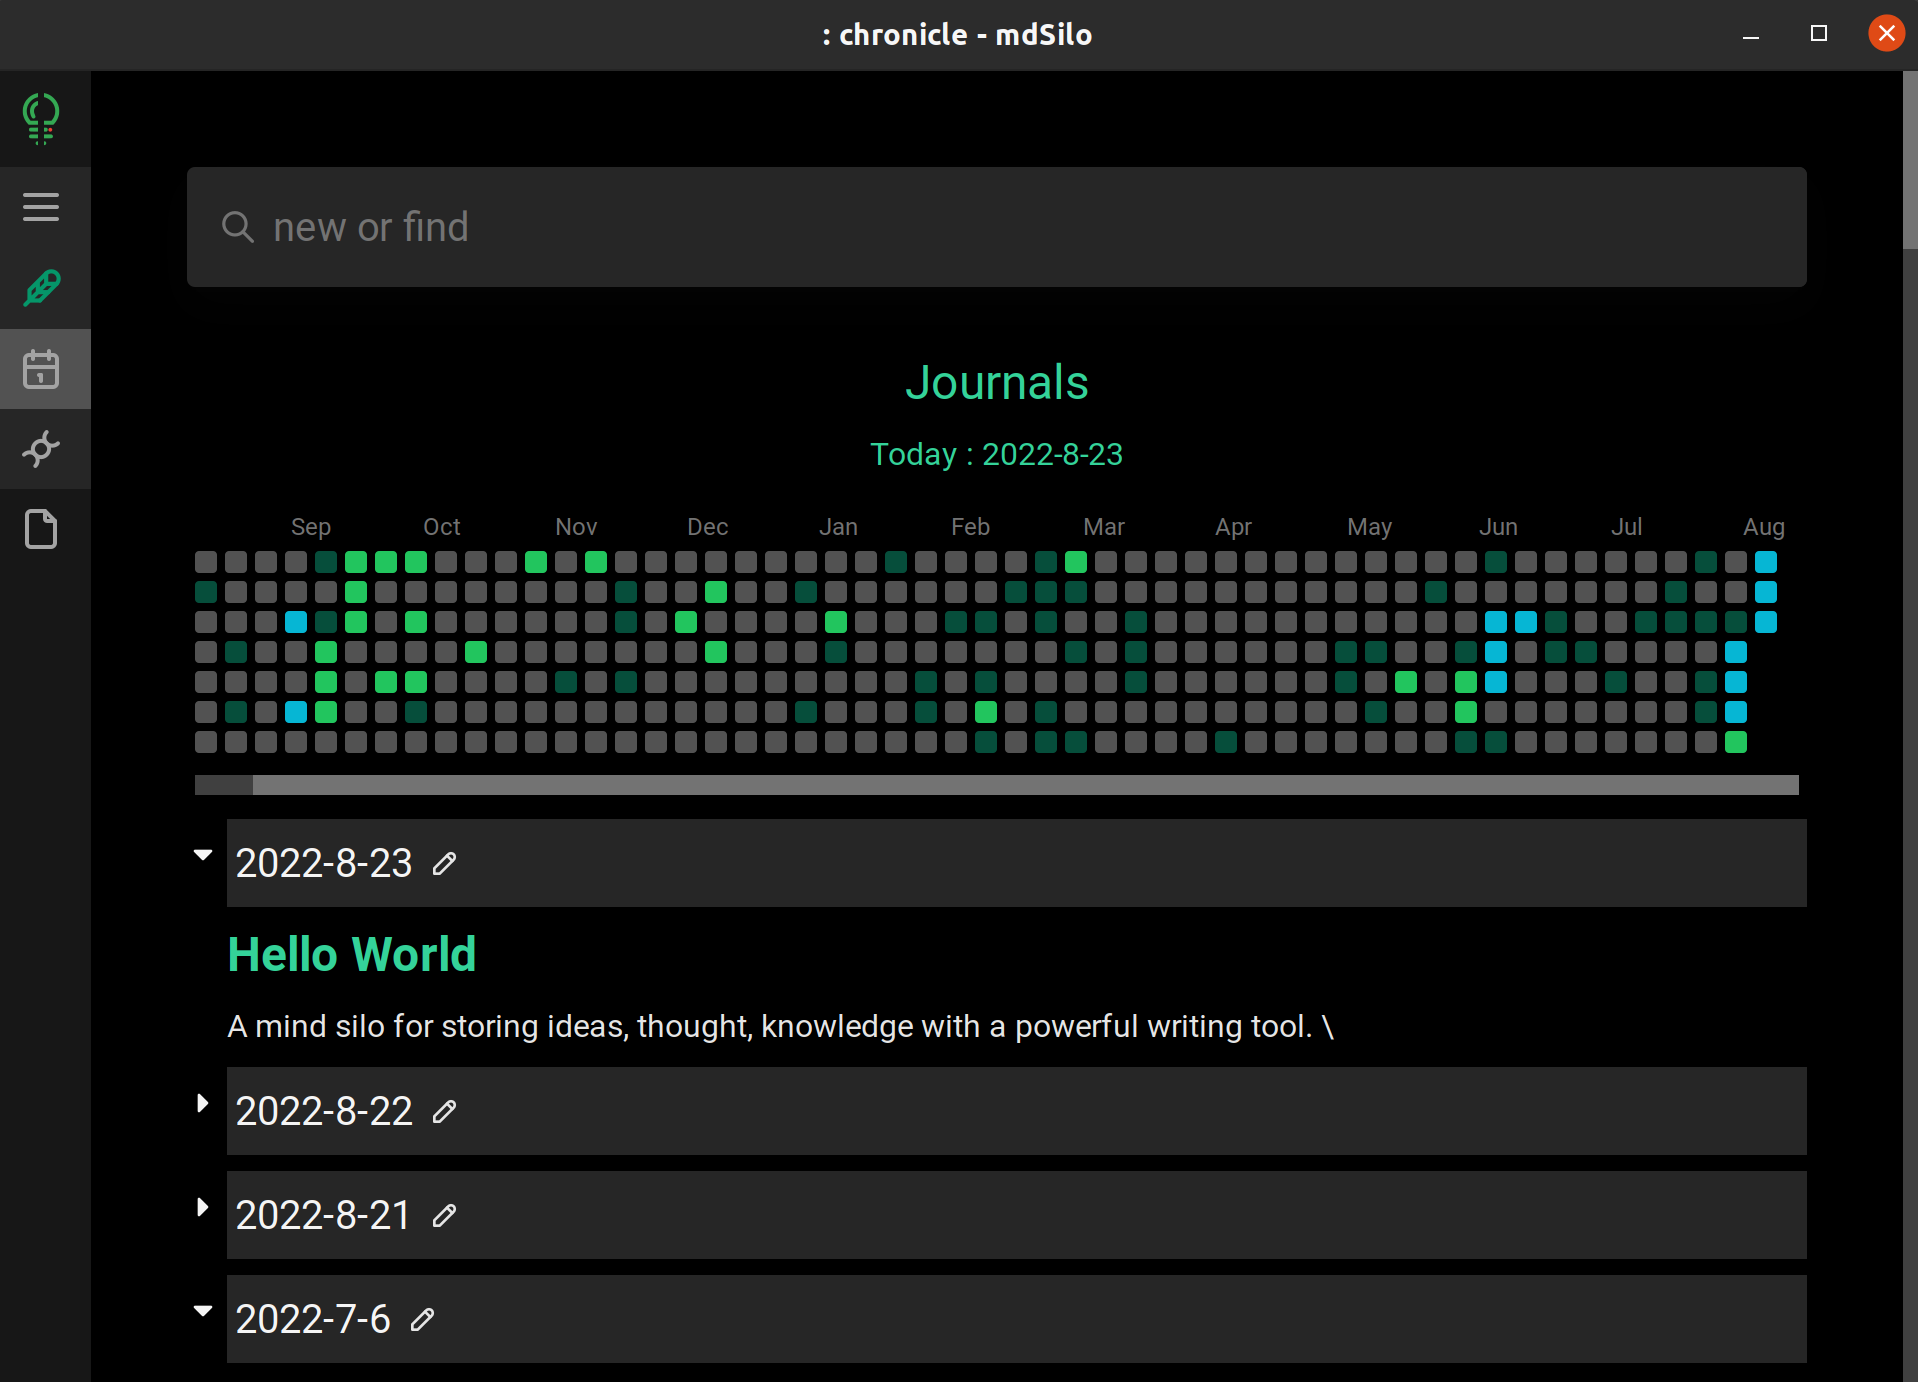 : chronicle - mdSilo
new or find
Journals
Today : 2022-8-23
Sep Oct Nov Dec Jan Feb Mar Apr May Jun Jul Aug
2022-8-23
Hello World
A mind silo for storing ideas, thought, knowledge with a powerful writing tool. \
2022-8-22
2022-8-21
2022-7-6